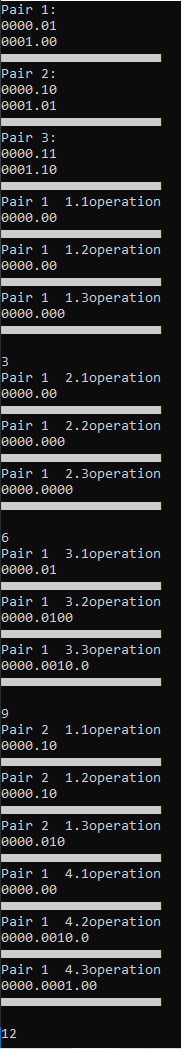 Pair 1:
0000.01
0001.00
Pair 2:
0000.10
0001.01
Pair 3:
0000.11
0001.10
Pair 1  1.1operation
0000.00
Pair 1  1.2operation
0000.00
Pair 1  1.3operation
0000.000
3
Pair 1  2.1operation
0000.00
Pair 1  2.2operation
0000.000
Pair 1  2.3operation
0000.0000
6
Pair 1  3.1operation
0000.01
Pair 1  3.2operation
0000.0100
Pair 1  3.3operation
0000.0010.0
9
Pair 2  1.1operation
0000.10
Pair 2  1.2operation
0000.10
Pair 2  1.3operation
0000.010
Pair 1  4.1operation
0000.00
Pair 1  4.2operation
0000.0010.0
Pair 1  4.3operation
0000.0001.00
12